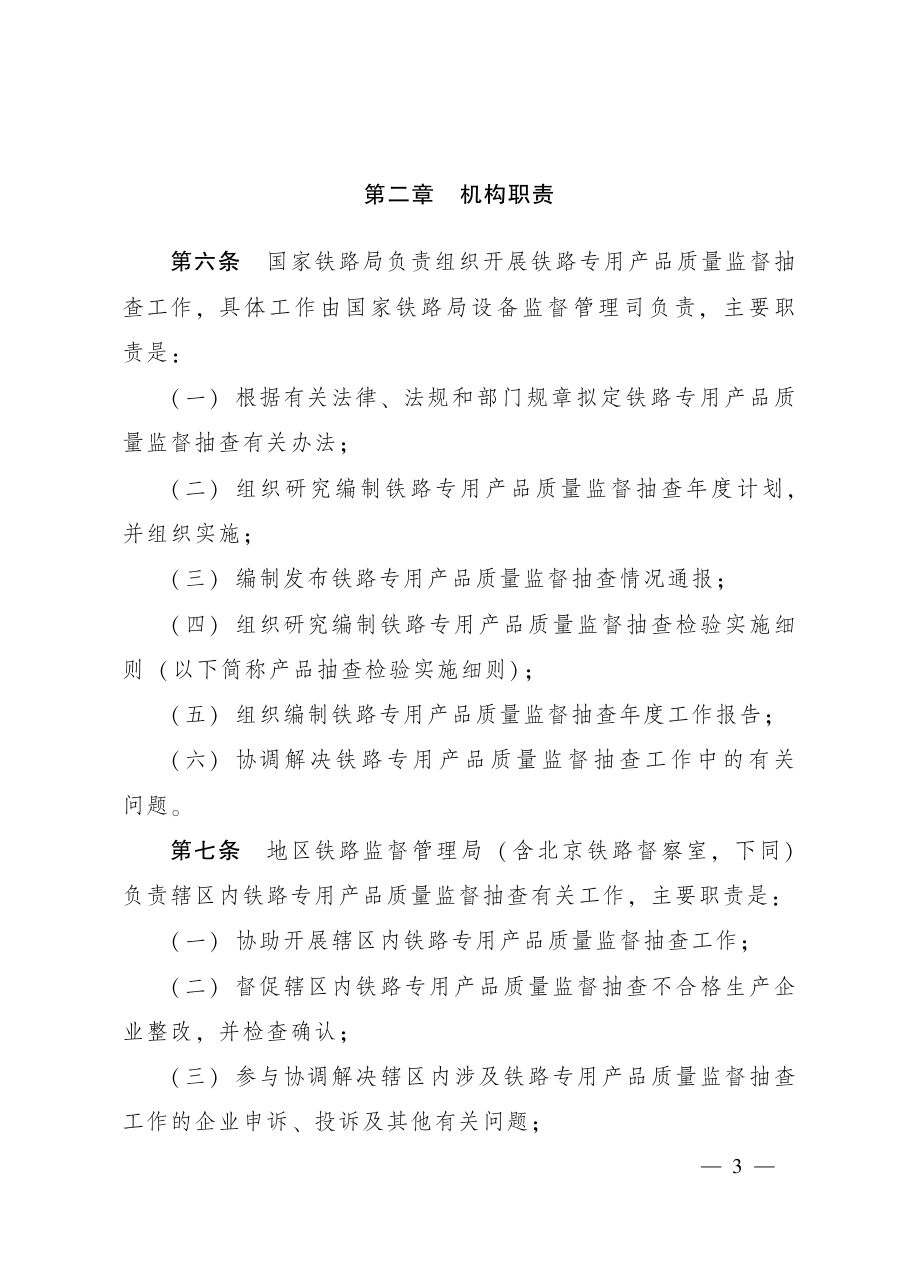 第二章　机构职责
第六条　国家铁路局负责组织开展铁路专用产品质量监督抽
查工作，具体工作由国家铁路局设备监督管理司负责，主要职
责是：
（一）根据有关法律、法规和部门规章拟定铁路专用产品质
量监督抽查有关办法；
（二）组织研究编制铁路专用产品质量监督抽查年度计划，
并组织实施；
（三）编制发布铁路专用产品质量监督抽查情况通报；
（四）组织研究编制铁路专用产品质量监督抽查检验实施细
则（以下简称产品抽查检验实施细则）；
（五）组织编制铁路专用产品质量监督抽查年度工作报告；
（六）协调解决铁路专用产品质量监督抽查工作中的有关
问题。
第七条　地区铁路监督管理局（含北京铁路督察室，下同）
负责辖区内铁路专用产品质量监督抽查有关工作，主要职责是：
（一）协助开展辖区内铁路专用产品质量监督抽查工作；
（二）督促辖区内铁路专用产品质量监督抽查不合格生产企
业整改，并检查确认；
（三）参与协调解决辖区内涉及铁路专用产品质量监督抽查
工作的企业申诉、投诉及其他有关问题；
— 3 —